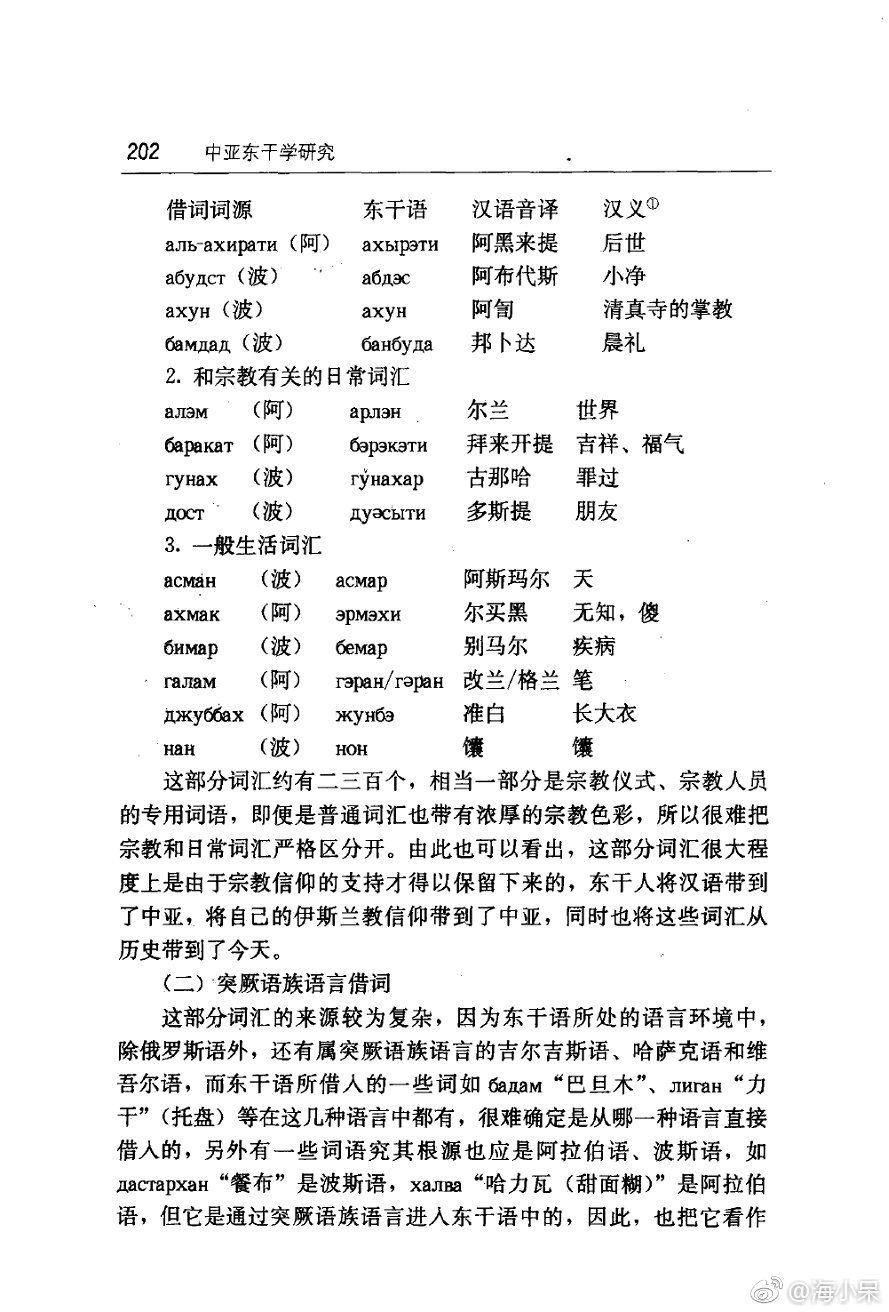 202 中亚东干学研究
借词词源 东干语 汉语音译 汉义①
аль-ахирати（阿） ахырэти 阿黑来提 后世
абудст（波） абдэс 阿布代斯 小净
ахун（波） ахун 阿訇 清真寺的掌教
бамдад（波） банбуда 邦卜达 晨礼
2. 和宗教有关的日常词汇
алэм （阿） арлэн 尔兰 世界
баракат （阿） бэрэкэти 拜来开提 吉祥、福气
гунах （波） гўнахар 古那哈 罪过
дост （波） дуәсыти 多斯提 朋友
3. 一般生活词汇
асман （波） асмар 阿斯玛尔 天
ахмак （阿） эрмэхи 尔买黑 无知，傻
бимар （波） бемар 别马尔 疾病
галам （阿） гэран/гәран 改兰/格兰 笔
джуббах （阿） жунбэ 准白 长大衣
нан （波） нон 馕 馕
这部分词汇约有二三百个，相当一部分是宗教仪式、宗教人员
的专用词语，即便是普通词汇也带有浓厚的宗教色彩，所以很难把
宗教和日常词汇严格区分开。由此也可以看出，这部分词汇很大程
度上是由于宗教信仰的支持才得以保留下来的，东干人将汉语带到
了中亚，将自己的伊斯兰教信仰带到了中亚，同时也将这些词汇从
历史带到了今天。
（二）突厥语族语言借词
这部分词汇的来源较为复杂，因为东干语所处的语言环境中，
除俄罗斯语外，还有属突厥语族语言的吉尔吉斯语、哈萨克语和维
吾尔语，而东干语所借入的一些词如 бадам “巴旦木”、лиган “力
干”（托盘）等在这几种语言中都有，很难确定是从哪一种语言直接
借入的，另外有一些词语究其根源也应是阿拉伯语、波斯语，如
дастархан “餐布” 是波斯语，халва “哈力瓦（甜面糊）” 是阿拉伯
语，但它是通过突厥语族语言进入东干语中的，因此，也把它看作
@海小呆